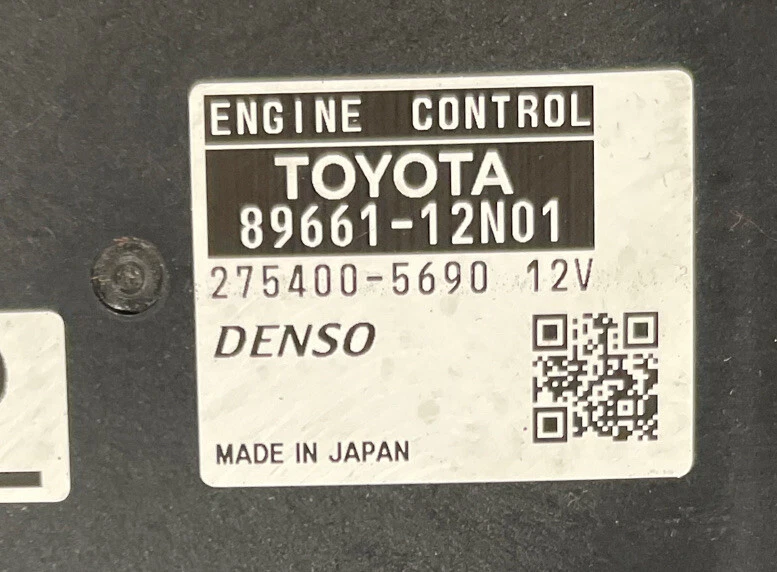 ENGINE CONTROL
TOYOTA
89661-12N01
275400-5690 12V
DENSO
MADE IN JAPAN